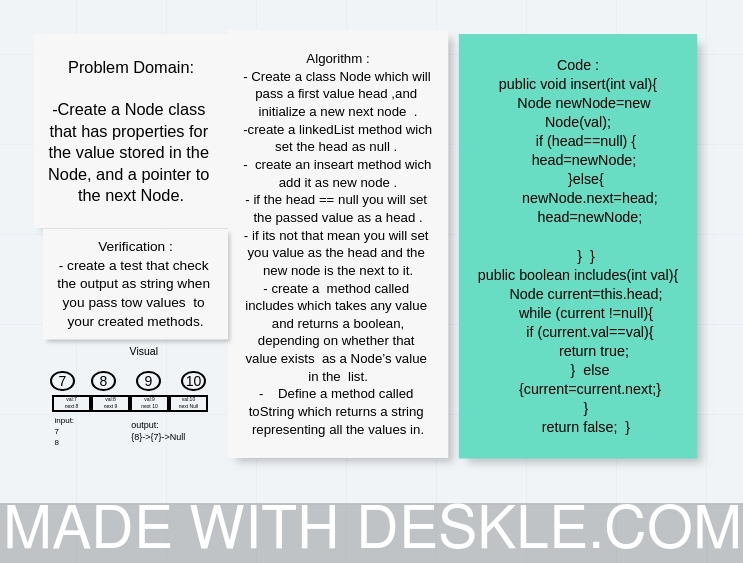 Problem Domain:
-Create a Node class
that has properties for
the value stored in the
Node, and a pointer to
the next Node.
Verification :
- create a test that check
the output as string when
you pass tow values  to
your created methods.
Visual
7 8 9 10
val:7 val:8 val:9 val:10
next 8 next 9 next 10 next Null
input:
7
8
output:
{8}->{7}->Null
Algorithm :
- Create a class Node which will
pass a first value head ,and
initialize a new next node  .
-create a linkedList method wich
set the head as null .
-  create an inseart method wich
add it as new node .
- if the head == null you will set
the passed value as a head .
- if its not that mean you will set
you value as the head and the
new node is the next to it.
- create a  method called
includes which takes any value
and returns a boolean,
depending on whether that
value exists  as a Node's value
in the  list.
-    Define a method called
toString which returns a string
representing all the values in.
Code :
public void insert(int val){
Node newNode=new
Node(val);
if (head==null) {
head=newNode;
}else{
newNode.next=head;
head=newNode;
}  }
public boolean includes(int val){
Node current=this.head;
while (current !=null){
if (current.val==val){
return true;
}  else
{current=current.next;}
}
return false;  }
MADE WITH DESKLE.COM